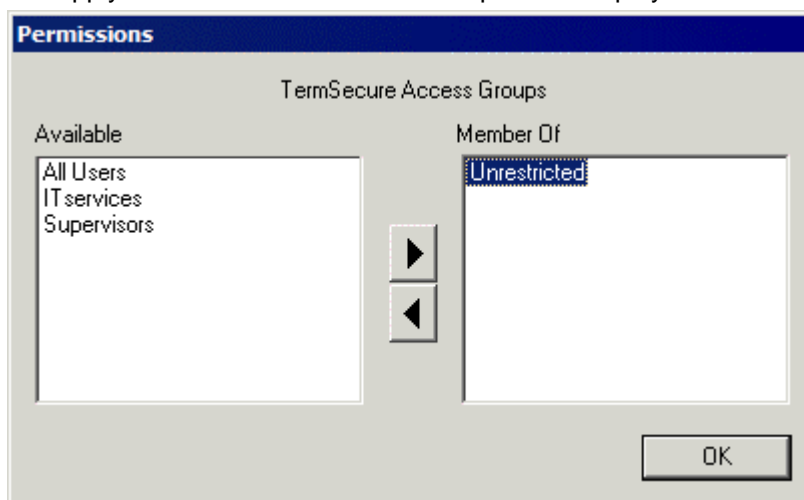 Permissions
TermSecure Access Groups
Available
Member Of
All Users
ITservices
Supervisors
Unrestricted
OK